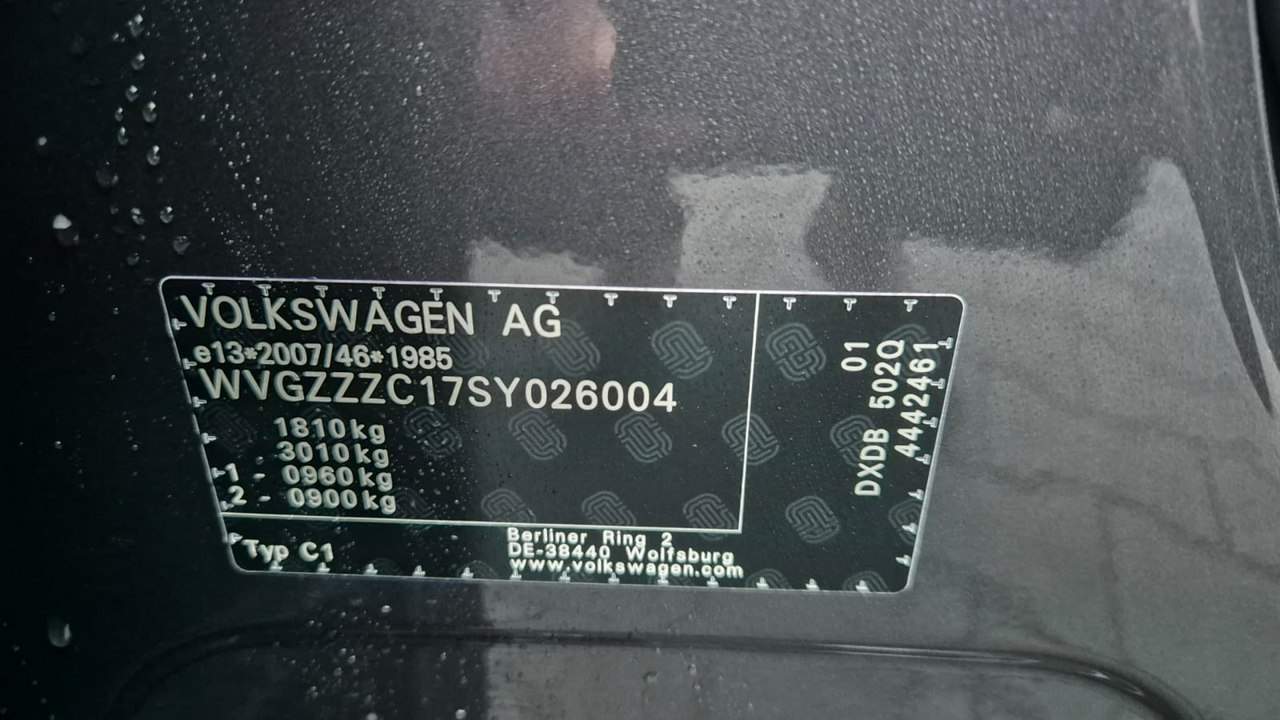 VOLKSWAGEN AG
e13*2007/46*1985
WVGZZZC17SY026004
1810kg
3010kg
1 - 0960kg
2 - 0900kg
Typ C1
Berliner Ring 2
DE-38440 Wolfsburg
www.volkswagen.com
DXDB 502Q
01
4442461